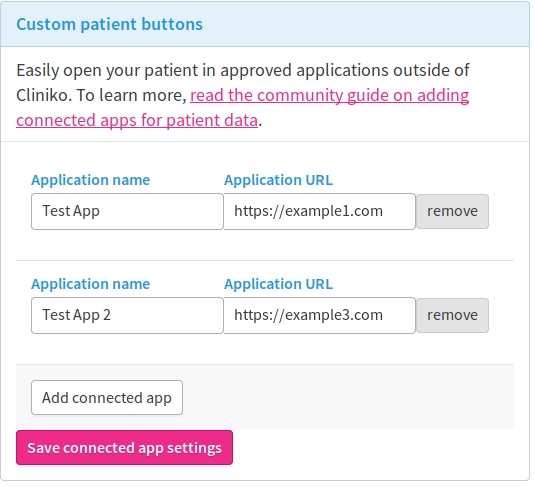 Custom patient buttons
Easily open your patient in approved applications outside of
Cliniko. To learn more, read the community guide on adding
connected apps for patient data.
Application name Application URL
Test App https://example1.com remove
Application name Application URL
Test App 2 https://example3.com remove
Add connected app
Save connected app settings